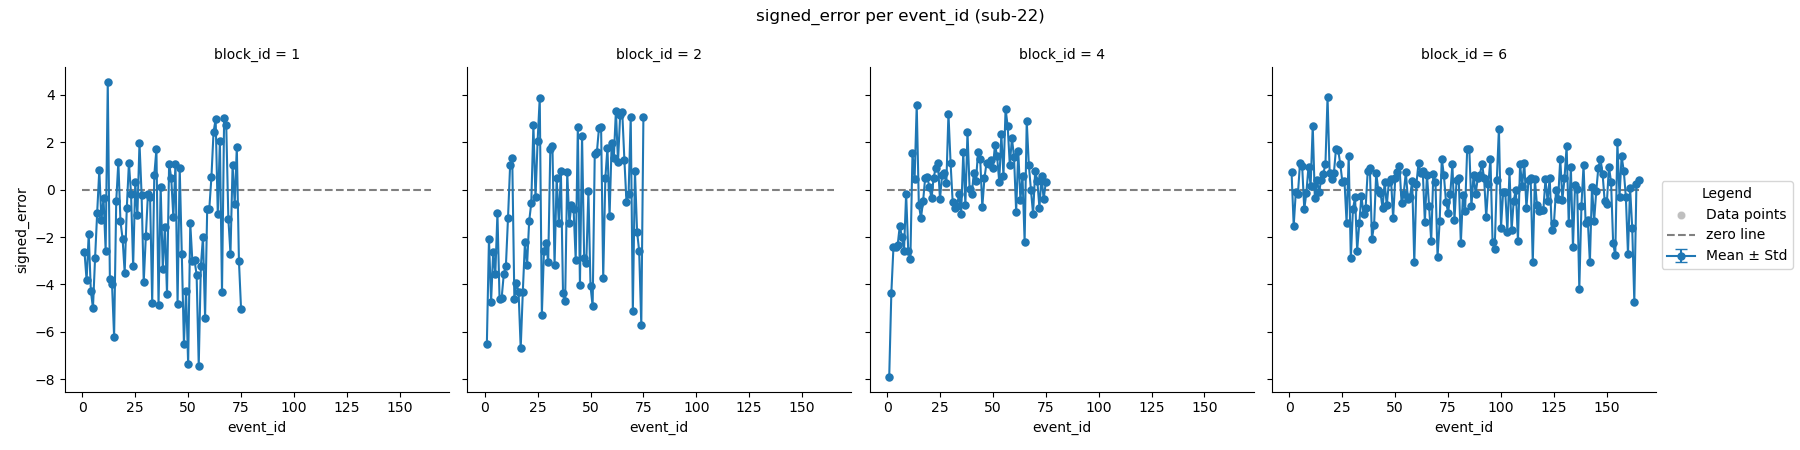 signed_error per event_id (sub-22)
block_id = 1
block_id = 2
block_id = 4
block_id = 6
signed_error
4
2
0
−2
−4
−6
−8
0 25 50 75 100 125 150
0 25 50 75 100 125 150
0 25 50 75 100 125 150
0 25 50 75 100 125 150
event_id
event_id
event_id
event_id
Legend
Data points
zero line
Mean ± Std